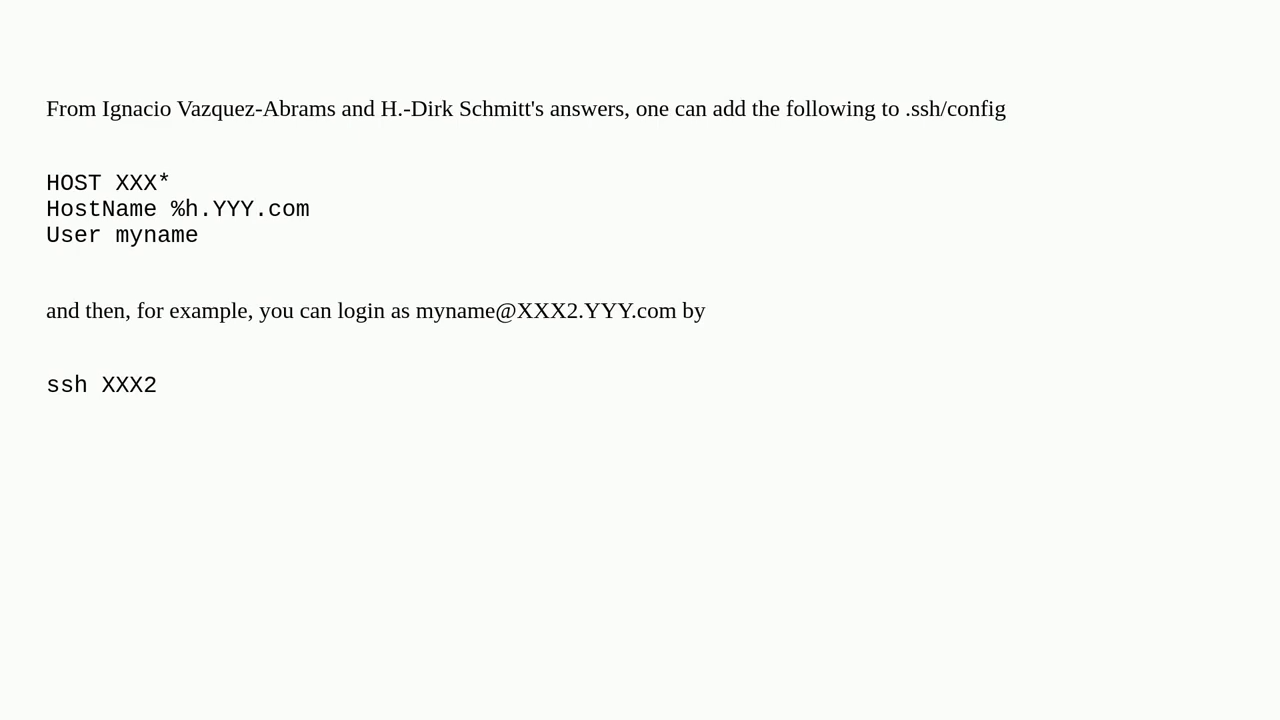 From Ignacio Vazquez-Abrams and H.-Dirk Schmitt's answers, one can add the following to .ssh/config
HOST XXX*
HostName %h.YYY.com
User myname
and then, for example, you can login as myname@XXX2.YYY.com by
ssh XXX2